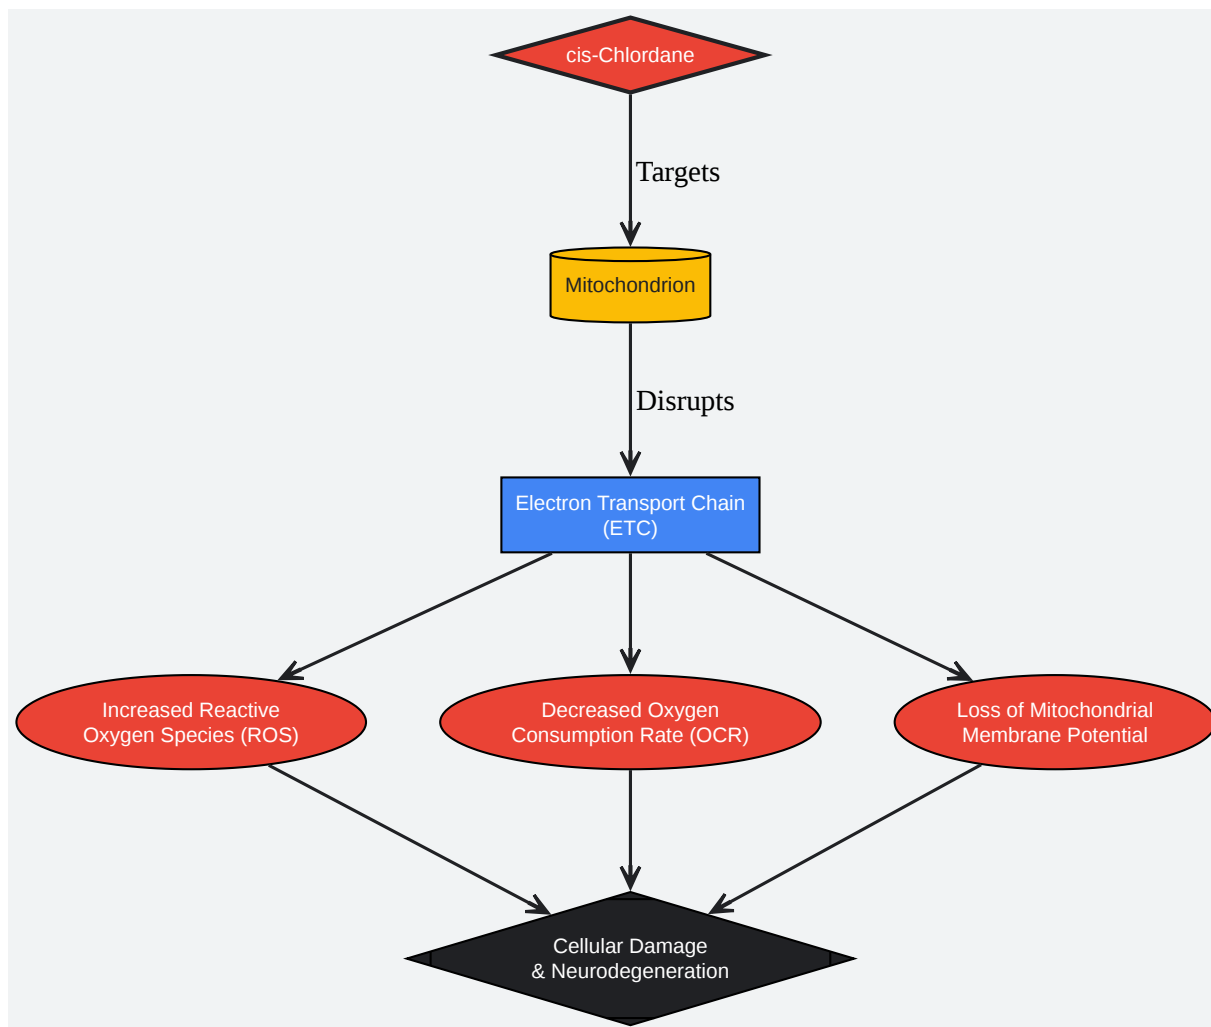 cis-Chlordane
Targets
Mitochondrion
Disrupts
Electron Transport Chain
(ETC)
Increased Reactive
Oxygen Species (ROS)
Decreased Oxygen
Consumption Rate (OCR)
Loss of Mitochondrial
Membrane Potential
Cellular Damage
& Neurodegeneration